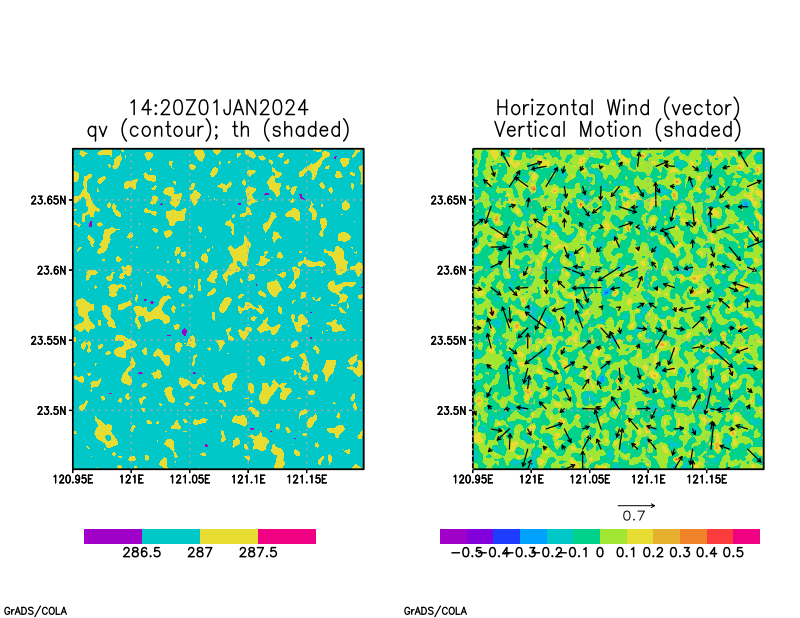 14:20Z01JAN2024
qv (contour); th (shaded)
23.65N
23.6N
23.55N
23.5N
120.95E 121E 121.05E 121.1E 121.15E
286.5 287 287.5
Horizontal Wind (vector)
Vertical Motion (shaded)
23.65N
23.6N
23.55N
23.5N
120.95E 121E 121.05E 121.1E 121.15E
0.7
-0.5 -0.4 -0.3 -0.2 -0.1 0 0.1 0.2 0.3 0.4 0.5
GrADS/COLA
GrADS/COLA